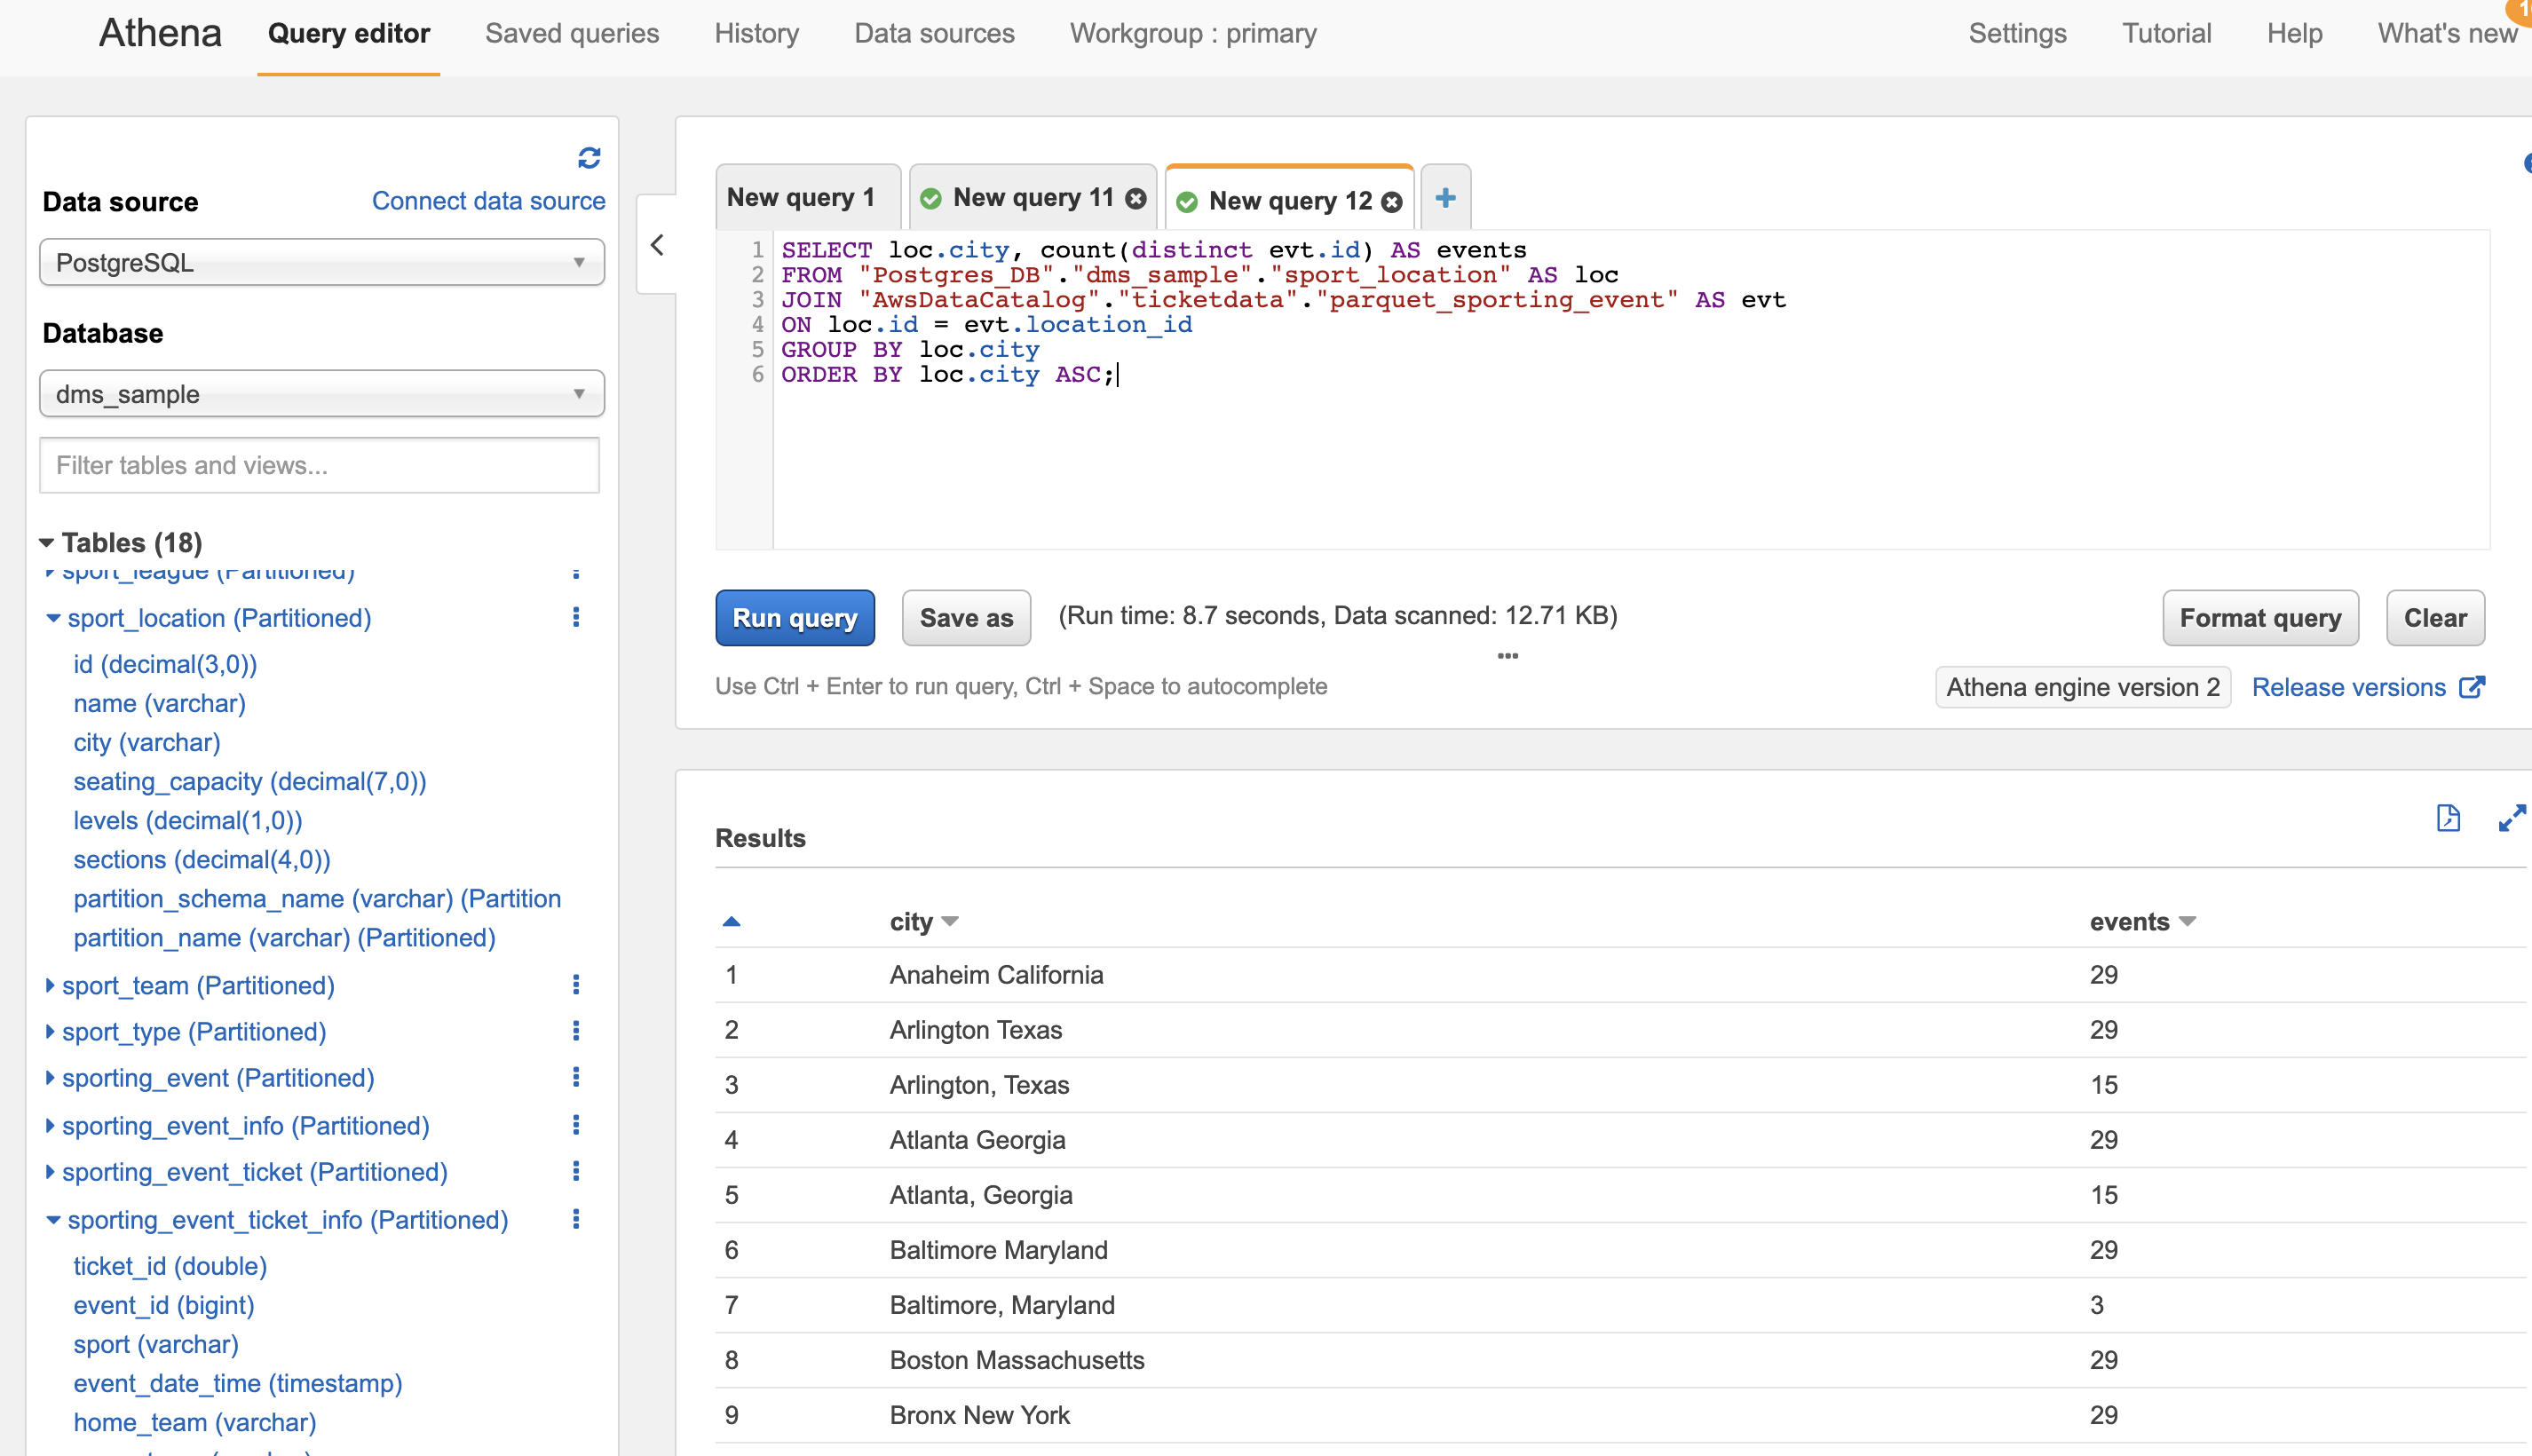 Athena Query editor Saved queries History Data sources Workgroup : primary Settings Tutorial Help What's new
Data source Connect data source
PostgreSQL
Database
dms_sample
Filter tables and views...
Tables (18)
sport_league (Partitioned)
sport_location (Partitioned)
id (decimal(3,0))
name (varchar)
city (varchar)
seating_capacity (decimal(7,0))
levels (decimal(1,0))
sections (decimal(4,0))
partition_schema_name (varchar) (Partition
partition_name (varchar) (Partitioned)
sport_team (Partitioned)
sport_type (Partitioned)
sporting_event (Partitioned)
sporting_event_info (Partitioned)
sporting_event_ticket (Partitioned)
sporting_event_ticket_info (Partitioned)
ticket_id (double)
event_id (bigint)
sport (varchar)
event_date_time (timestamp)
home_team (varchar)
New query 1 New query 11 New query 12
1 SELECT loc.city, count(distinct evt.id) AS events
2 FROM "Postgres_DB"."dms_sample"."sport_location" AS loc
3 JOIN "AwsDataCatalog"."ticketdata"."parquet_sporting_event" AS evt
4 ON loc.id = evt.location_id
5 GROUP BY loc.city
6 ORDER BY loc.city ASC;
Run query Save as (Run time: 8.7 seconds, Data scanned: 12.71 KB) Format query Clear
Use Ctrl + Enter to run query, Ctrl + Space to autocomplete Athena engine version 2 Release versions
Results
city events
1 Anaheim California 29
2 Arlington Texas 29
3 Arlington, Texas 15
4 Atlanta Georgia 29
5 Atlanta, Georgia 15
6 Baltimore Maryland 29
7 Baltimore, Maryland 3
8 Boston Massachusetts 29
9 Bronx New York 29